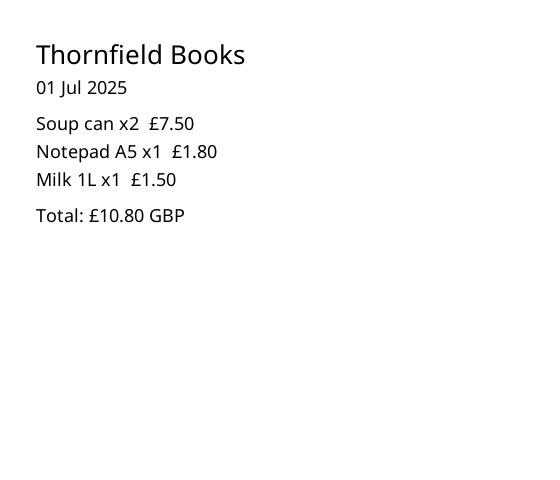 Thornfield Books
01 Jul 2025
Soup can x2  £7.50
Notepad A5 x1  £1.80
Milk 1L x1  £1.50
Total: £10.80 GBP